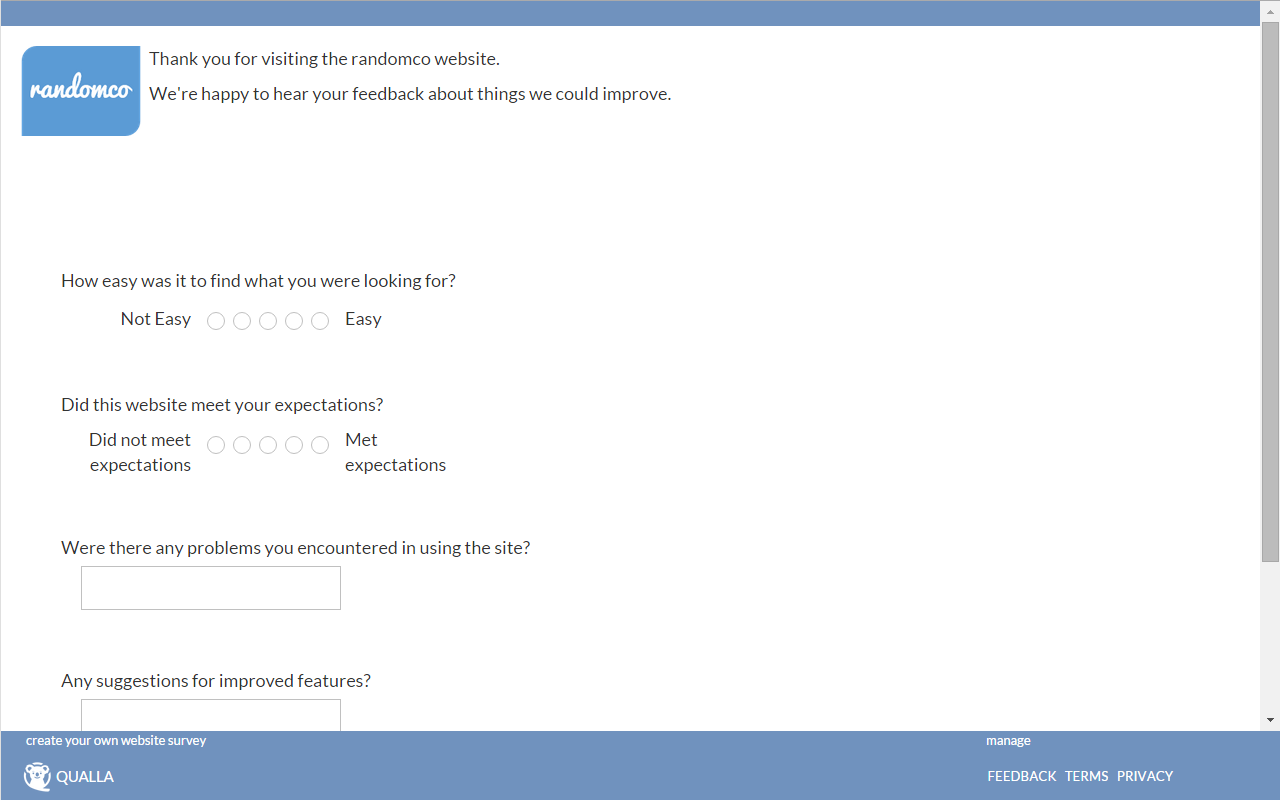 randomco
Thank you for visiting the randomco website.
We're happy to hear your feedback about things we could improve.
How easy was it to find what you were looking for?
Not Easy
Easy
Did this website meet your expectations?
Did not meet
expectations
Met
expectations
Were there any problems you encountered in using the site?
Any suggestions for improved features?
create your own website survey
manage
QUALLA
FEEDBACK TERMS PRIVACY